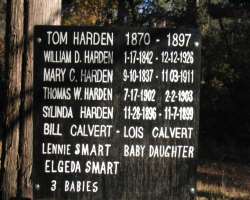 TOM HARDEN 1870 - 1897
WILLIAM D. HARDEN 1-17-1842 - 12-12-1926
MARY C. HARDEN 9-10-1837 - 11-03-1911
THOMAS W. HARDEN 7-17-1902 2-2-1903
SYLINDA HARDEN 11-28-1896 - 11-7-1899
BILL CALVERT - LOIS CALVERT
LENNIE SMART BABY DAUGHTER
ELGEDA SMART
3 BABIES